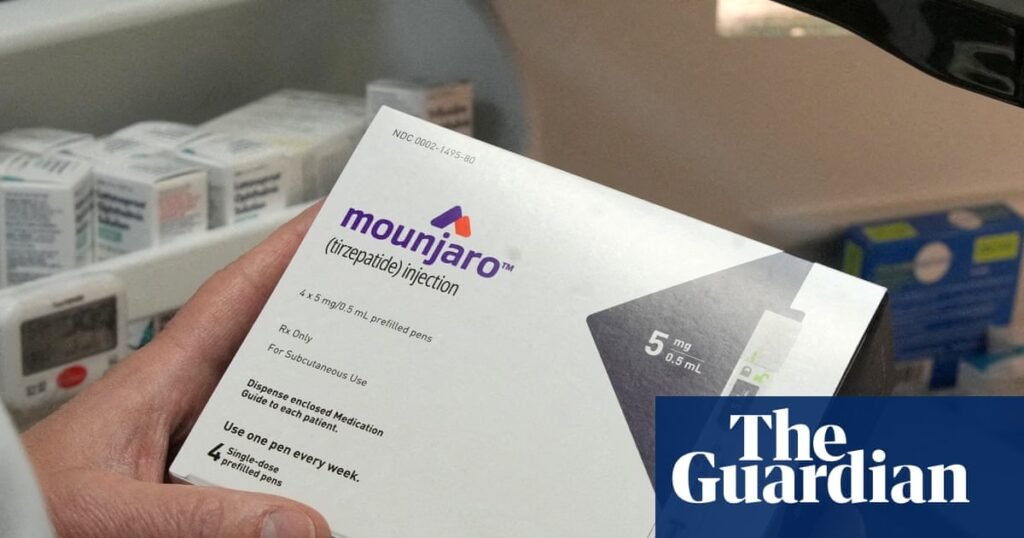 NDC 0002-1495-80
mounjaro™
(tirzepatide) injection
4 x 5 mg/0.5 mL prefilled pens
Rx Only
For Subcutaneous Use
Dispense enclosed Medication
Guide to each patient.
Use one pen every week.
4 Single-dose
prefilled pens
5 mg
0.5 mL
The
Guardian